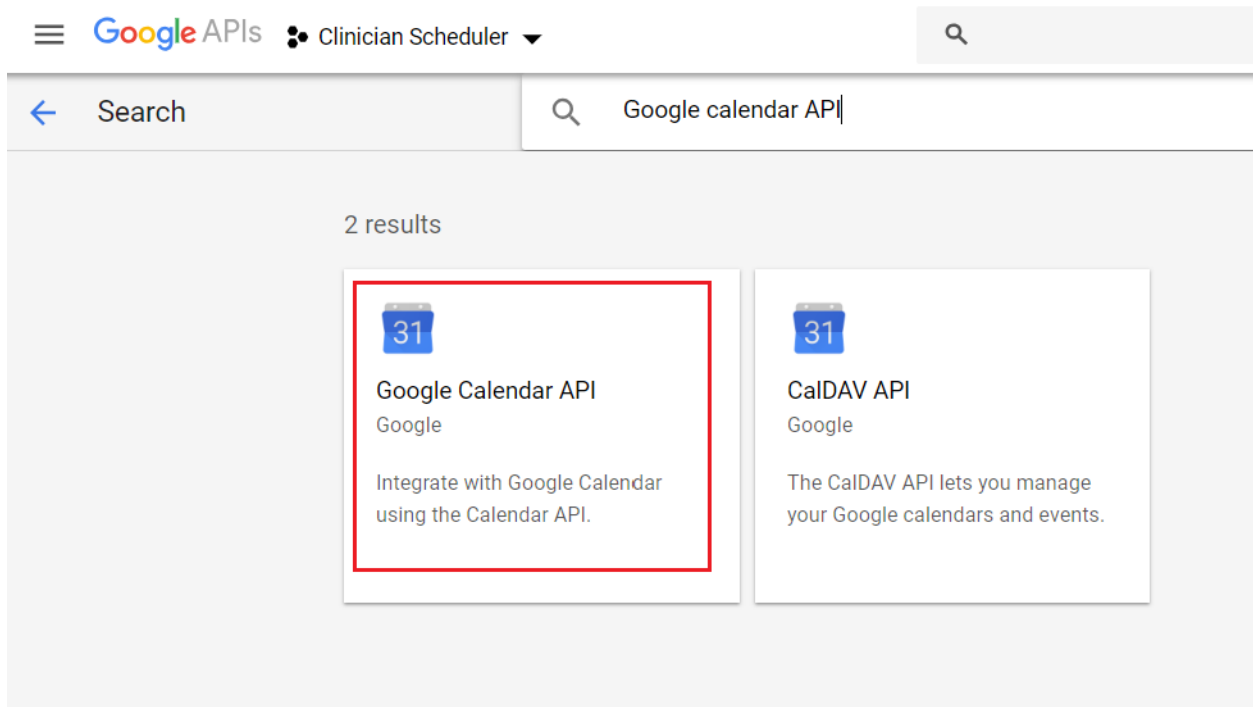 Google APIs Clinician Scheduler
Search Google calendar API
2 results
31
Google Calendar API
Google
Integrate with Google Calendar
using the Calendar API.
31
CalDAV API
Google
The CalDAV API lets you manage
your Google calendars and events.